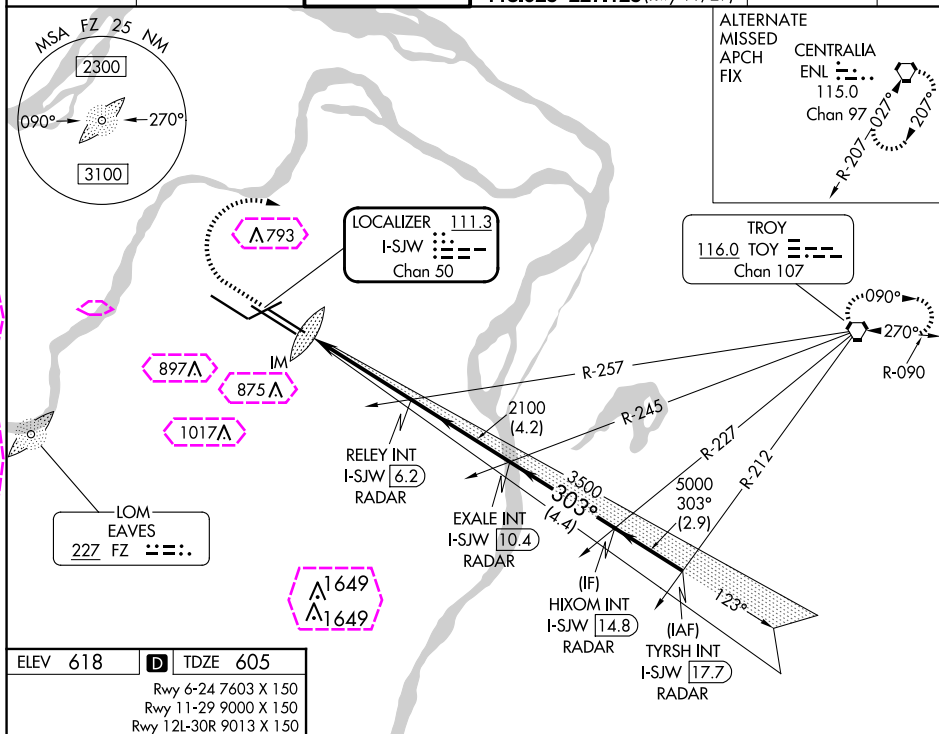 MSA FZ 25 NM
2300
090°
270°
3100
ALTERNATE
MISSED
APCH
FIX
CENTRALIA
ENL
115.0
Chan 97
027°
207°
R-207
793
LOCALIZER 111.3
I-SJW
Chan 50
TROY
116.0 TOY
Chan 107
090°
270°
R-090
897
IM
875
1017
R-257
R-245
R-227
R-212
2100
(4.2)
RELEY INT
I-SJW 6.2
RADAR
3500
303°
(4.4)
5000
303°
(2.9)
EXALE INT
I-SJW 10.4
RADAR
LOM
EAVES
227 FZ
(IF)
HIXOM INT
I-SJW 14.8
RADAR
123°
(IAF)
TYRSH INT
I-SJW 17.7
RADAR
1649
1649
ELEV 618
D
TDZE 605
Rwy 6-24 7603 X 150
Rwy 11-29 9000 X 150
Rwy 12L-30R 9013 X 150